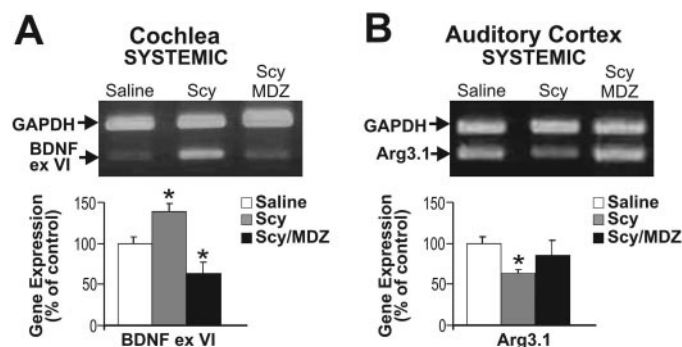 A
Cochlea
SYSTEMIC
Saline
Scy
Scy
MDZ
GAPDH
BDNF
ex VI
Gene Expression
(% of control)
150
100
50
0
*
*
Saline
Scy
Scy/MDZ
BDNF ex VI
B
Auditory Cortex
SYSTEMIC
Saline
Scy
Scy
MDZ
GAPDH
Arg3.1
Gene Expression
(% of control)
150
100
50
0
*
Saline
Scy
Scy/MDZ
Arg3.1